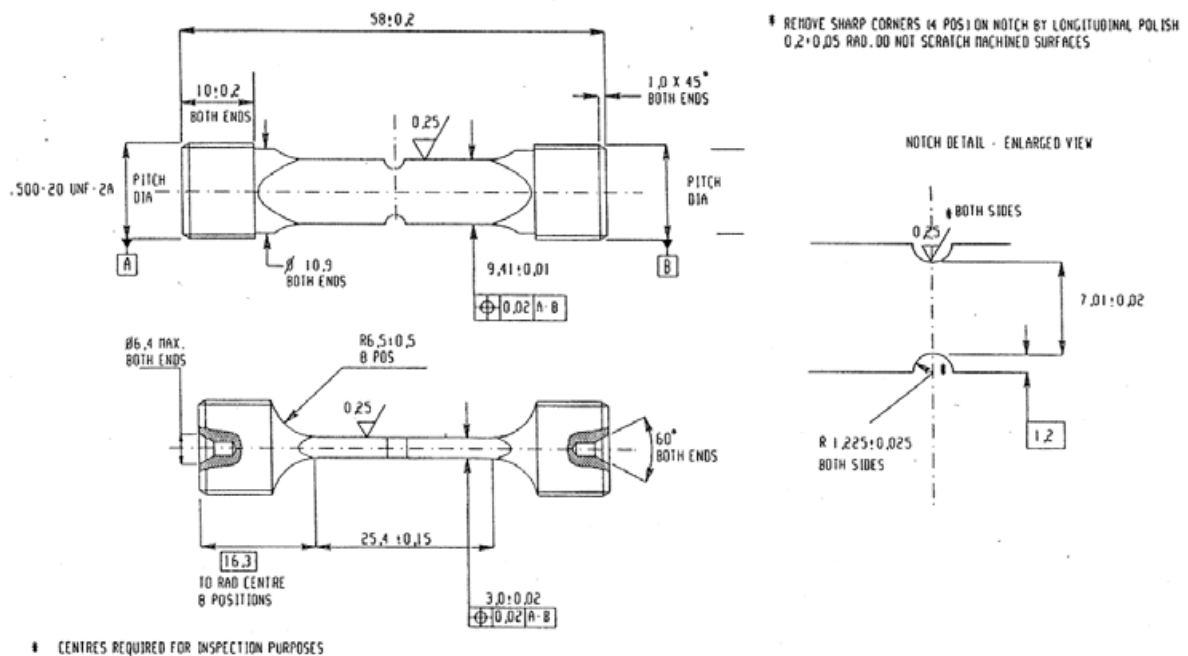 58±0,2
* REMOVE SHARP CORNERS (4 POS) ON NOTCH BY LONGITUDINAL POLISH
0,2±0,05 RAD. DO NOT SCRATCH MACHINED SURFACES
10±0,2
BOTH ENDS
1,0 X 45°
BOTH ENDS
0,25
NOTCH DETAIL - ENLARGED VIEW
.500-20 UNF-2A
PITCH
DIA
PITCH
DIA
* BOTH SIDES
0,25
A
Ø 10,9
BOTH ENDS
9,41±0,01
B
0,02 A-B
7,01±0,02
Ø6,4 MAX.
BOTH ENDS
R6,5±0,5
8 POS
0,25
60°
BOTH ENDS
*
R 1,225±0,025
BOTH SIDES
1,2
25,4 ±0,15
16,3
TO RAD CENTRE
8 POSITIONS
3,0±0,02
0,02 A-B
* CENTRES REQUIRED FOR INSPECTION PURPOSES